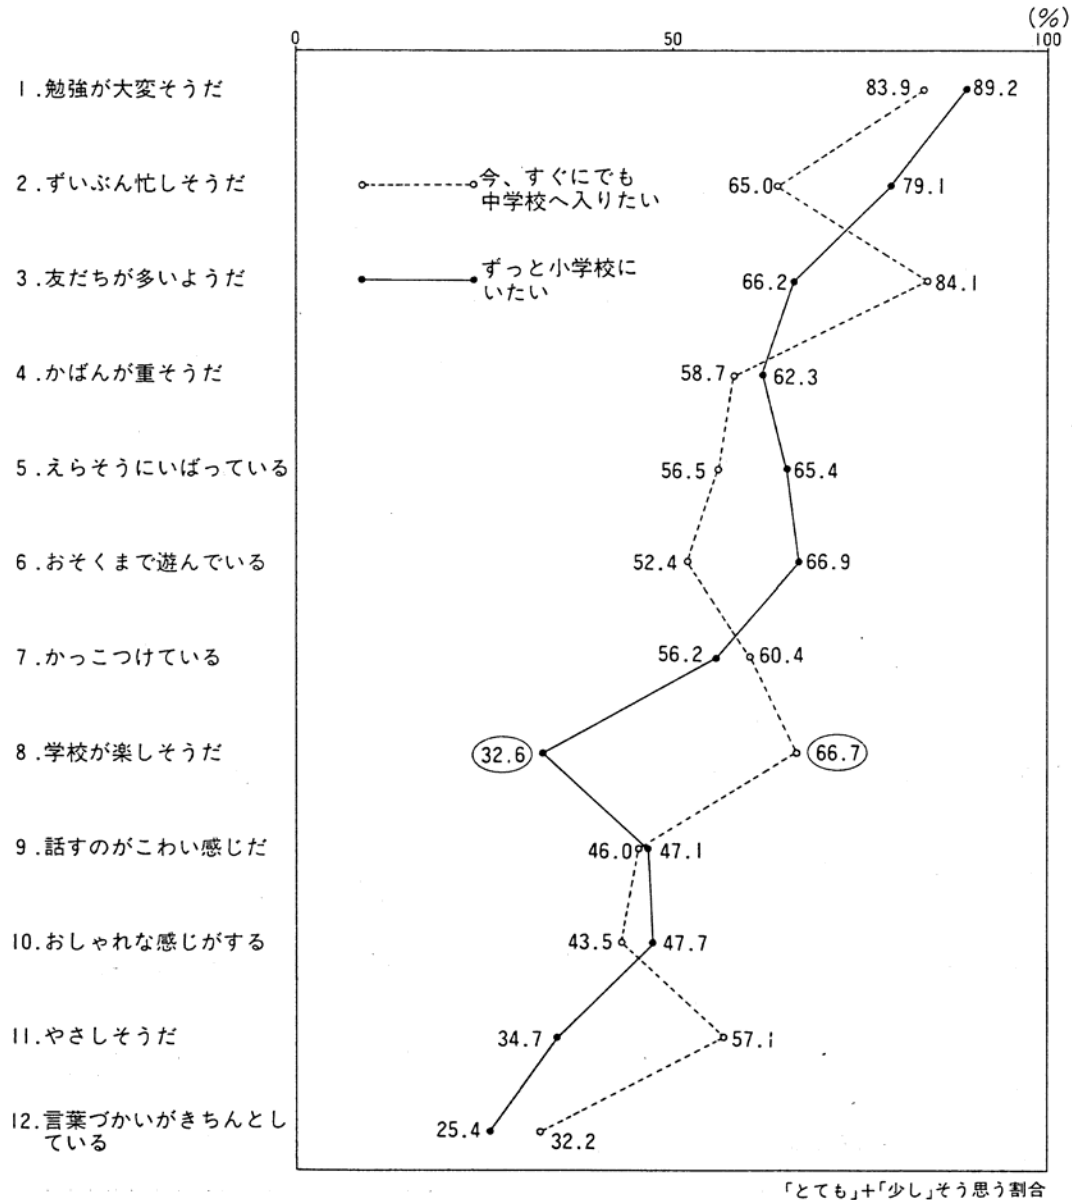 (%)
0 50 100
1.勉強が大変そうだ 83.9 89.2
2.ずいぶん忙しそうだ 65.0 79.1
今、すぐにでも
中学校へ入りたい
3.友だちが多いようだ 66.2 84.1
ずっと小学校に
いたい
4.かばんが重そうだ 58.7 62.3
5.えらそうにいばっている 56.5 65.4
6.おそくまで遊んでいる 52.4 66.9
7.かっこつけている 56.2 60.4
8.学校が楽しそうだ 32.6 66.7
9.話すのがこわい感じだ 46.0 47.1
10.おしゃれな感じがする 43.5 47.7
11.やさしそうだ 34.7 57.1
12.言葉づかいがきちんとし
ている 25.4 32.2
「とても」+「少し」そう思う割合